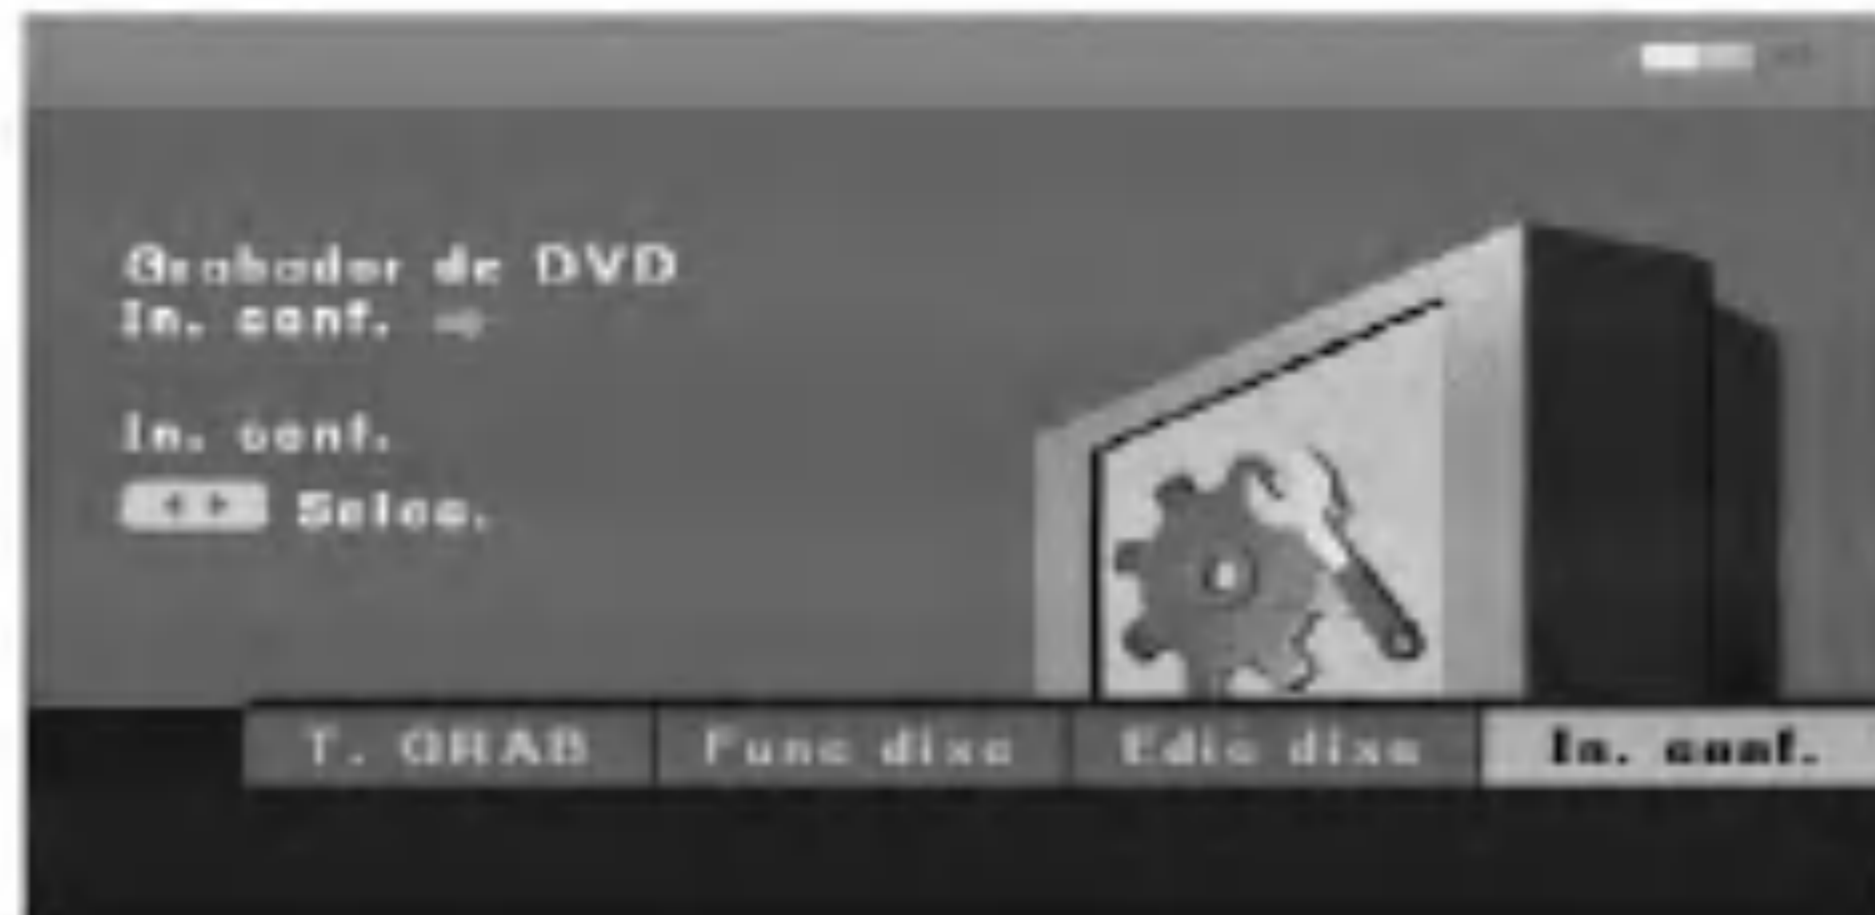 Grabador de DVD
In. conf.
In. conf.
Selec.
T. GRAB
Func disc
Edic disc
In. conf.